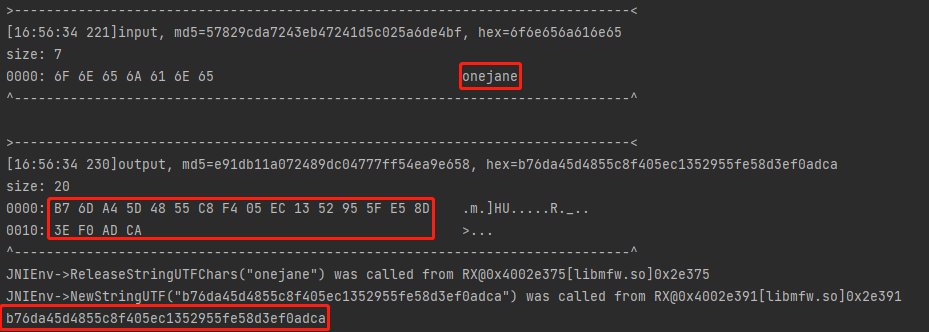 >-----------------------------------------------------------------------------<
[16:56:34 221]input, md5=57829cda7243eb47241d5c025a6de4bf, hex=6f6e656a616e65
size: 7
0000: 6F 6E 65 6A 61 6E 65                               onejane
^-----------------------------------------------------------------------------^
>-----------------------------------------------------------------------------<
[16:56:34 230]output, md5=e91db11a072489dc04777ff54ea9e658, hex=b76da45d4855c8f405ec1352955fe58d3ef0adca
size: 20
0000: B7 6D A4 5D 48 55 C8 F4 05 EC 13 52 95 5F E5 8D    .m.]HU.....R._..
0010: 3E F0 AD CA                                        >...
^-----------------------------------------------------------------------------^
JNIEnv->ReleaseStringUTFChars("onejane") was called from RX@0x4002e375[libmfw.so]0x2e375
JNIEnv->NewStringUTF("b76da45d4855c8f405ec1352955fe58d3ef0adca") was called from RX@0x4002e391[libmfw.so]0x2e391
b76da45d4855c8f405ec1352955fe58d3ef0adca